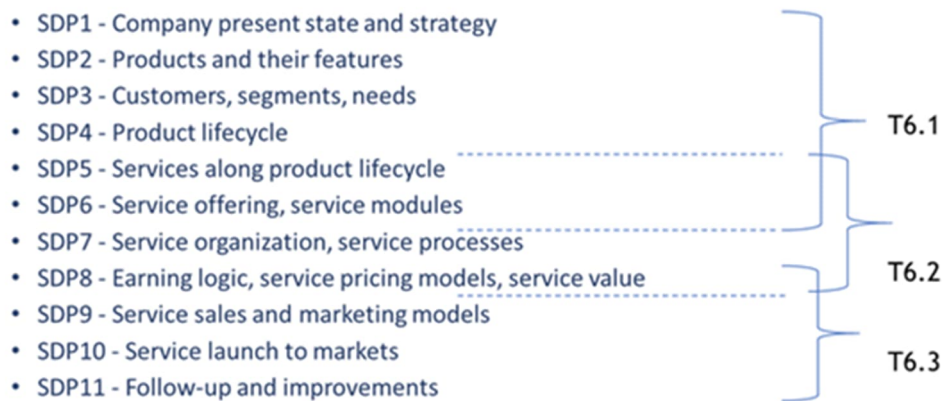 • SDP1 - Company present state and strategy
• SDP2 - Products and their features
• SDP3 - Customers, segments, needs
• SDP4 - Product lifecycle
• SDP5 - Services along product lifecycle
• SDP6 - Service offering, service modules
• SDP7 - Service organization, service processes
• SDP8 - Earning logic, service pricing models, service value
• SDP9 - Service sales and marketing models
• SDP10 - Service launch to markets
• SDP11 - Follow-up and improvements
T6.1
T6.2
T6.3